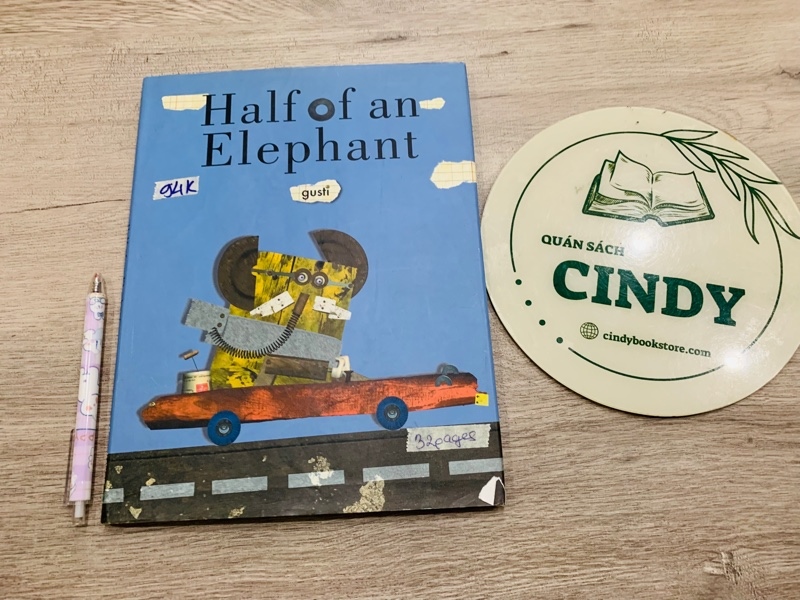 Half of an
Elephant
94K
gusti
32pages
QUÁN SÁCH
CINDY
cindybookstore.com